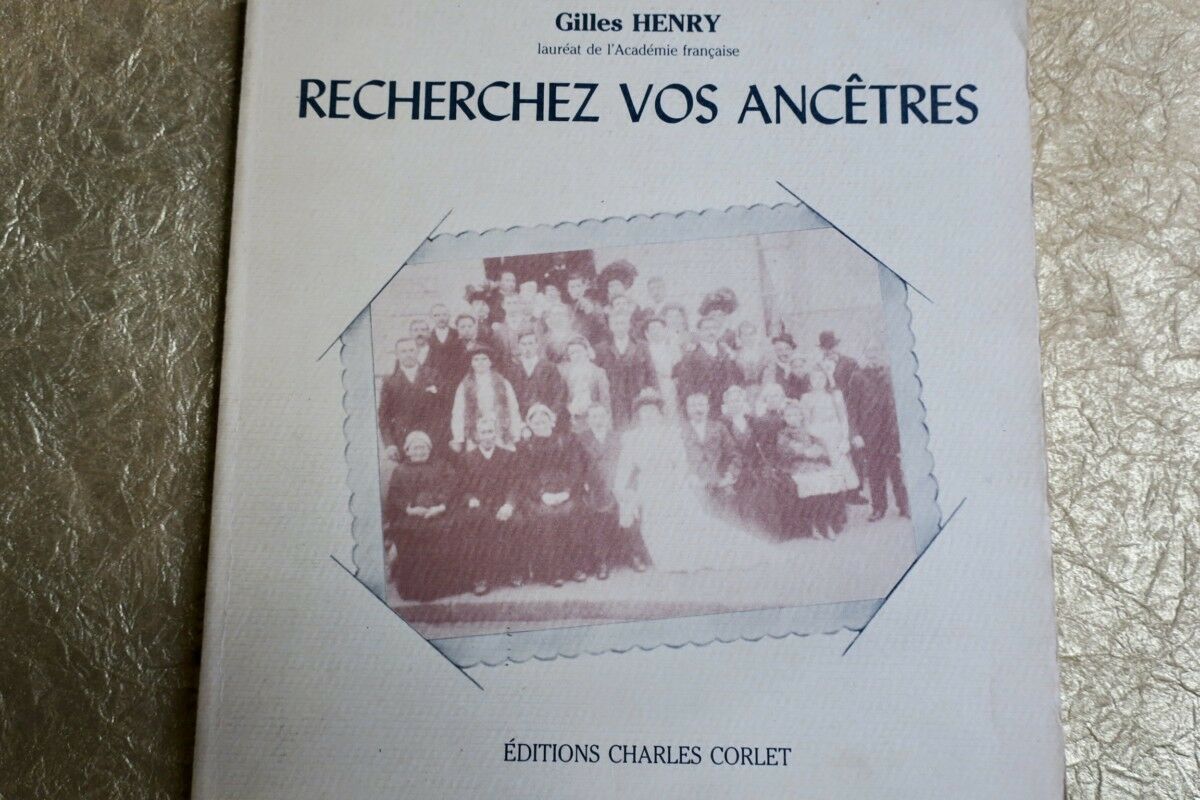 Gilles HENRY
lauréat de l'Académie française
RECHERCHEZ VOS ANCÊTRES
ÉDITIONS CHARLES CORLET